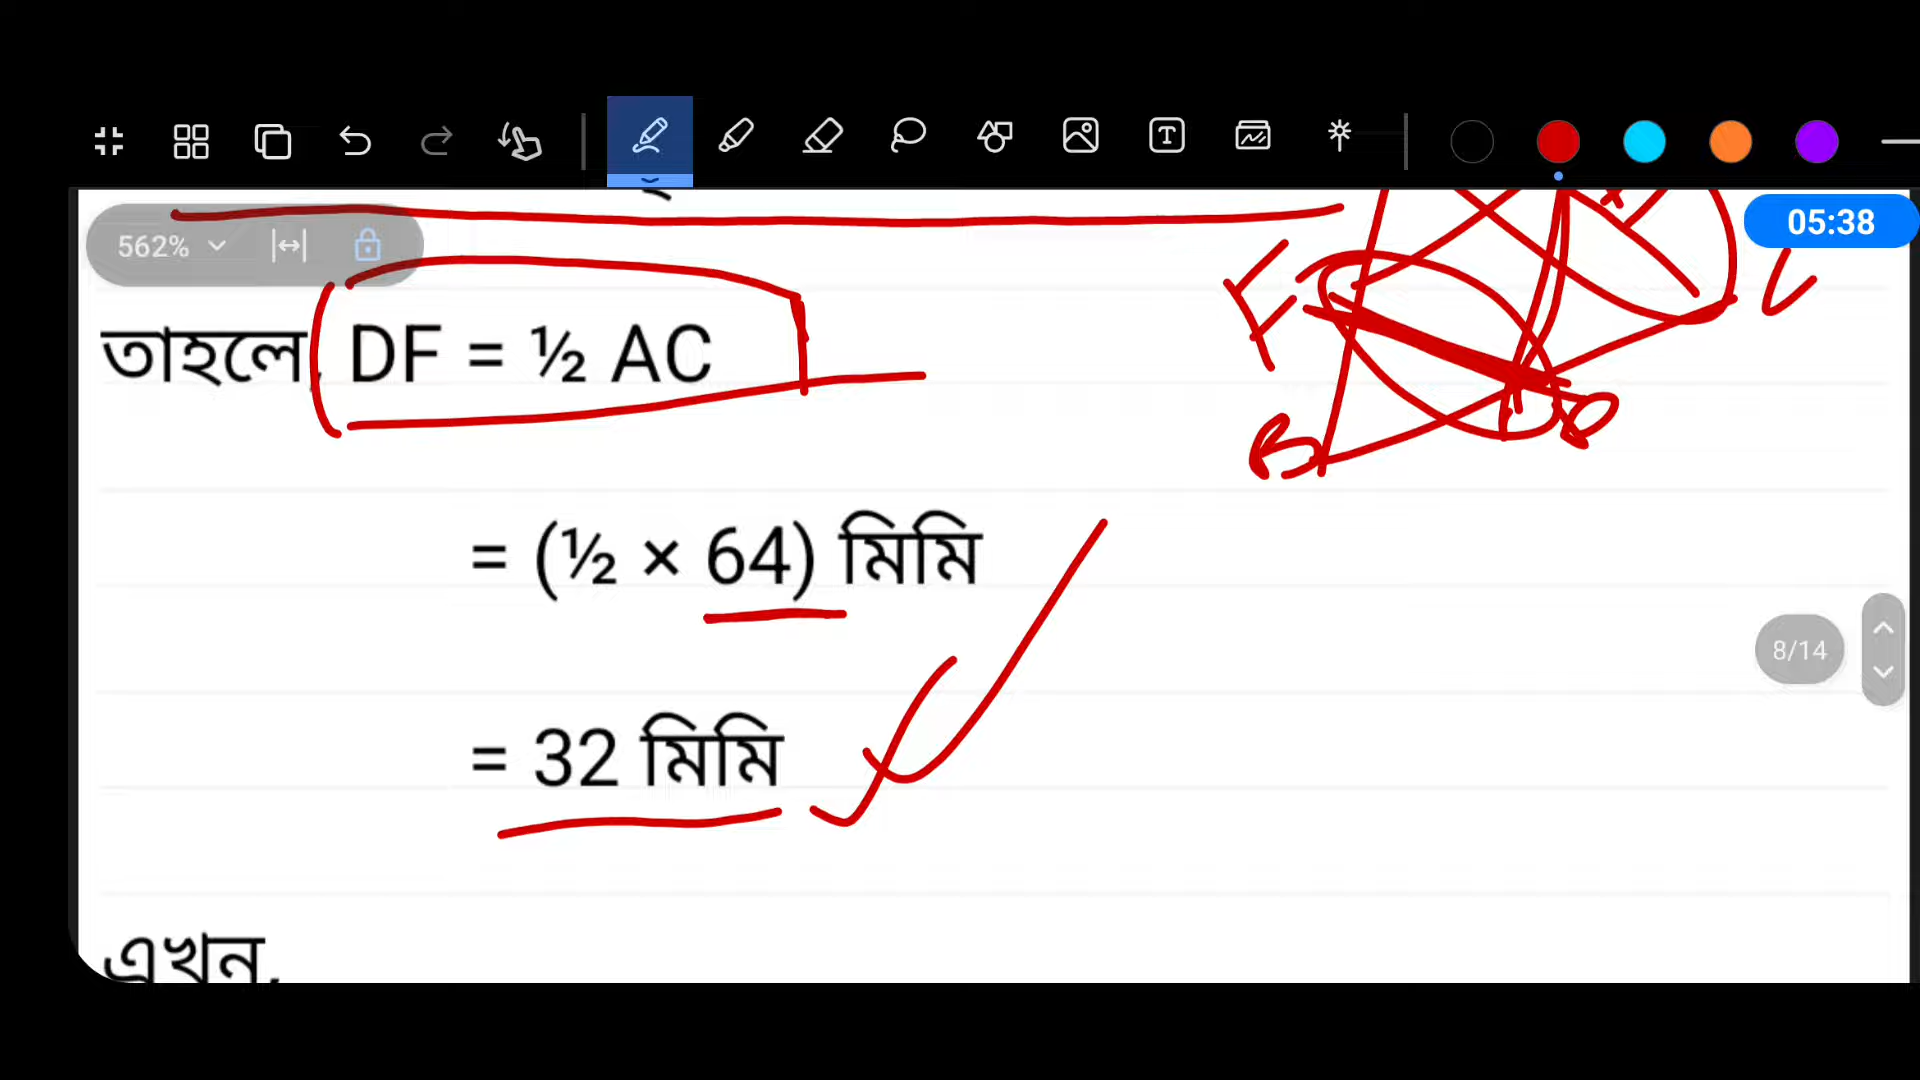 05:38
562%
তাহলে, DF = ½ AC
F
C
B
D
= (½ × 64) মিমি
8/14
= 32 মিমি
এখন,